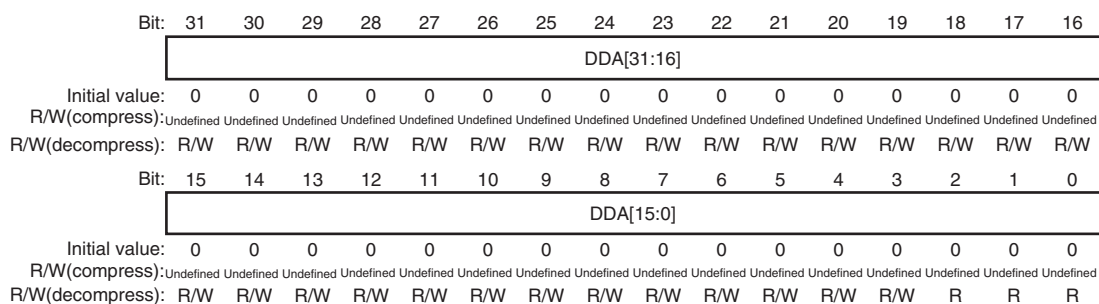 Bit: 31 30 29 28 27 26 25 24 23 22 21 20 19 18 17 16
DDA[31:16]
Initial value: 0 0 0 0 0 0 0 0 0 0 0 0 0 0 0 0
R/W(compress): Undefined Undefined Undefined Undefined Undefined Undefined Undefined Undefined Undefined Undefined Undefined Undefined Undefined Undefined Undefined Undefined
R/W(decompress): R/W R/W R/W R/W R/W R/W R/W R/W R/W R/W R/W R/W R/W R/W R/W R/W
Bit: 15 14 13 12 11 10 9 8 7 6 5 4 3 2 1 0
DDA[15:0]
Initial value: 0 0 0 0 0 0 0 0 0 0 0 0 0 0 0 0
R/W(compress): Undefined Undefined Undefined Undefined Undefined Undefined Undefined Undefined Undefined Undefined Undefined Undefined Undefined Undefined Undefined Undefined
R/W(decompress): R/W R/W R/W R/W R/W R/W R/W R/W R/W R/W R/W R/W R/W R R R